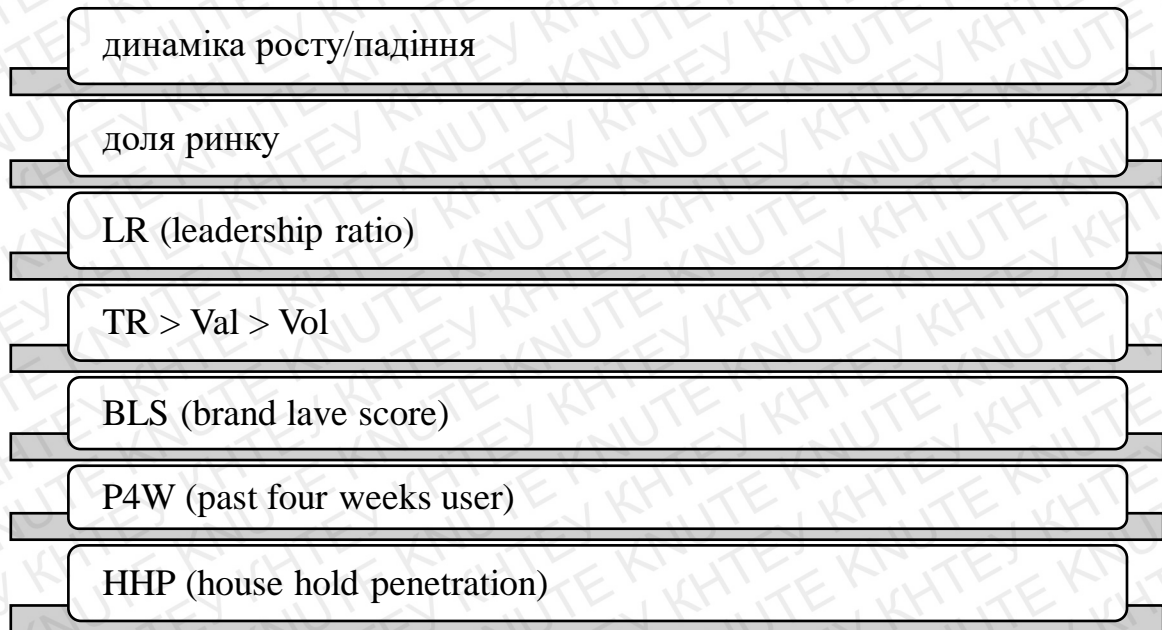 динаміка росту/падіння
доля ринку
LR (leadership ratio)
TR > Val > Vol
BLS (brand lave score)
P4W (past four weeks user)
HHP (house hold penetration)